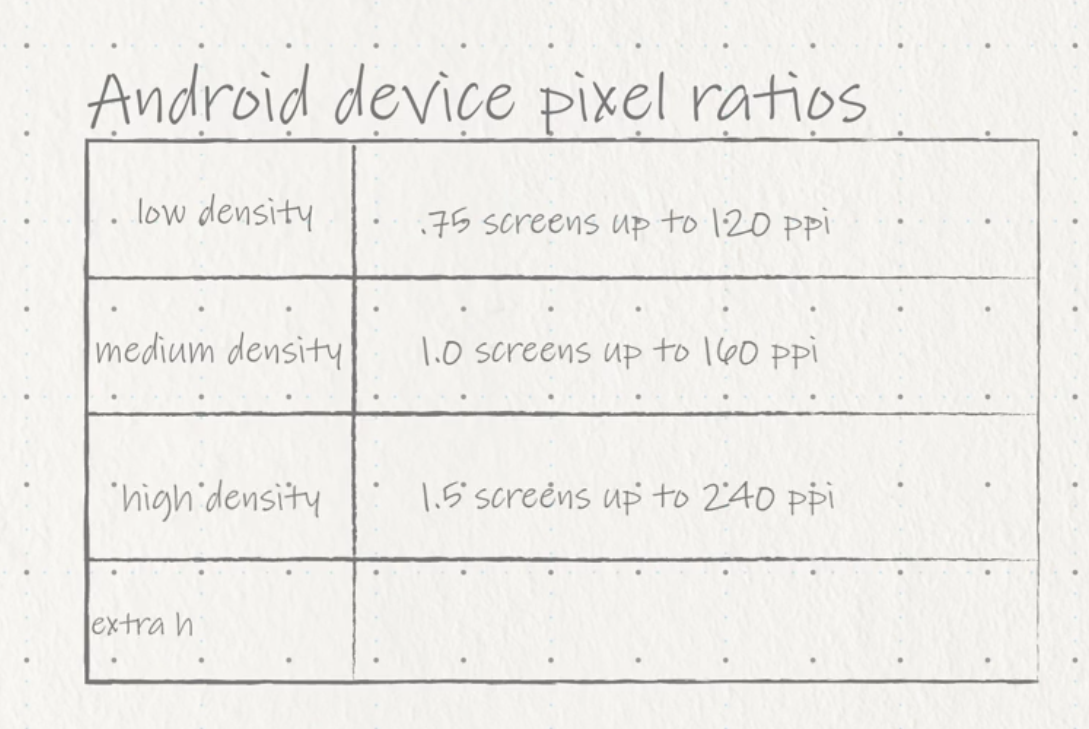 Android device pixel ratios
low density
.75 screens up to 120 ppi
medium density
1.0 screens up to 160 ppi
high density
1.5 screens up to 240 ppi
extra h